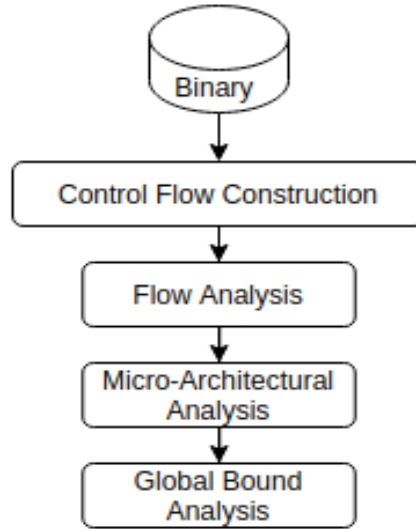 Binary
Control Flow Construction
Flow Analysis
Micro-Architectural
Analysis
Global Bound
Analysis